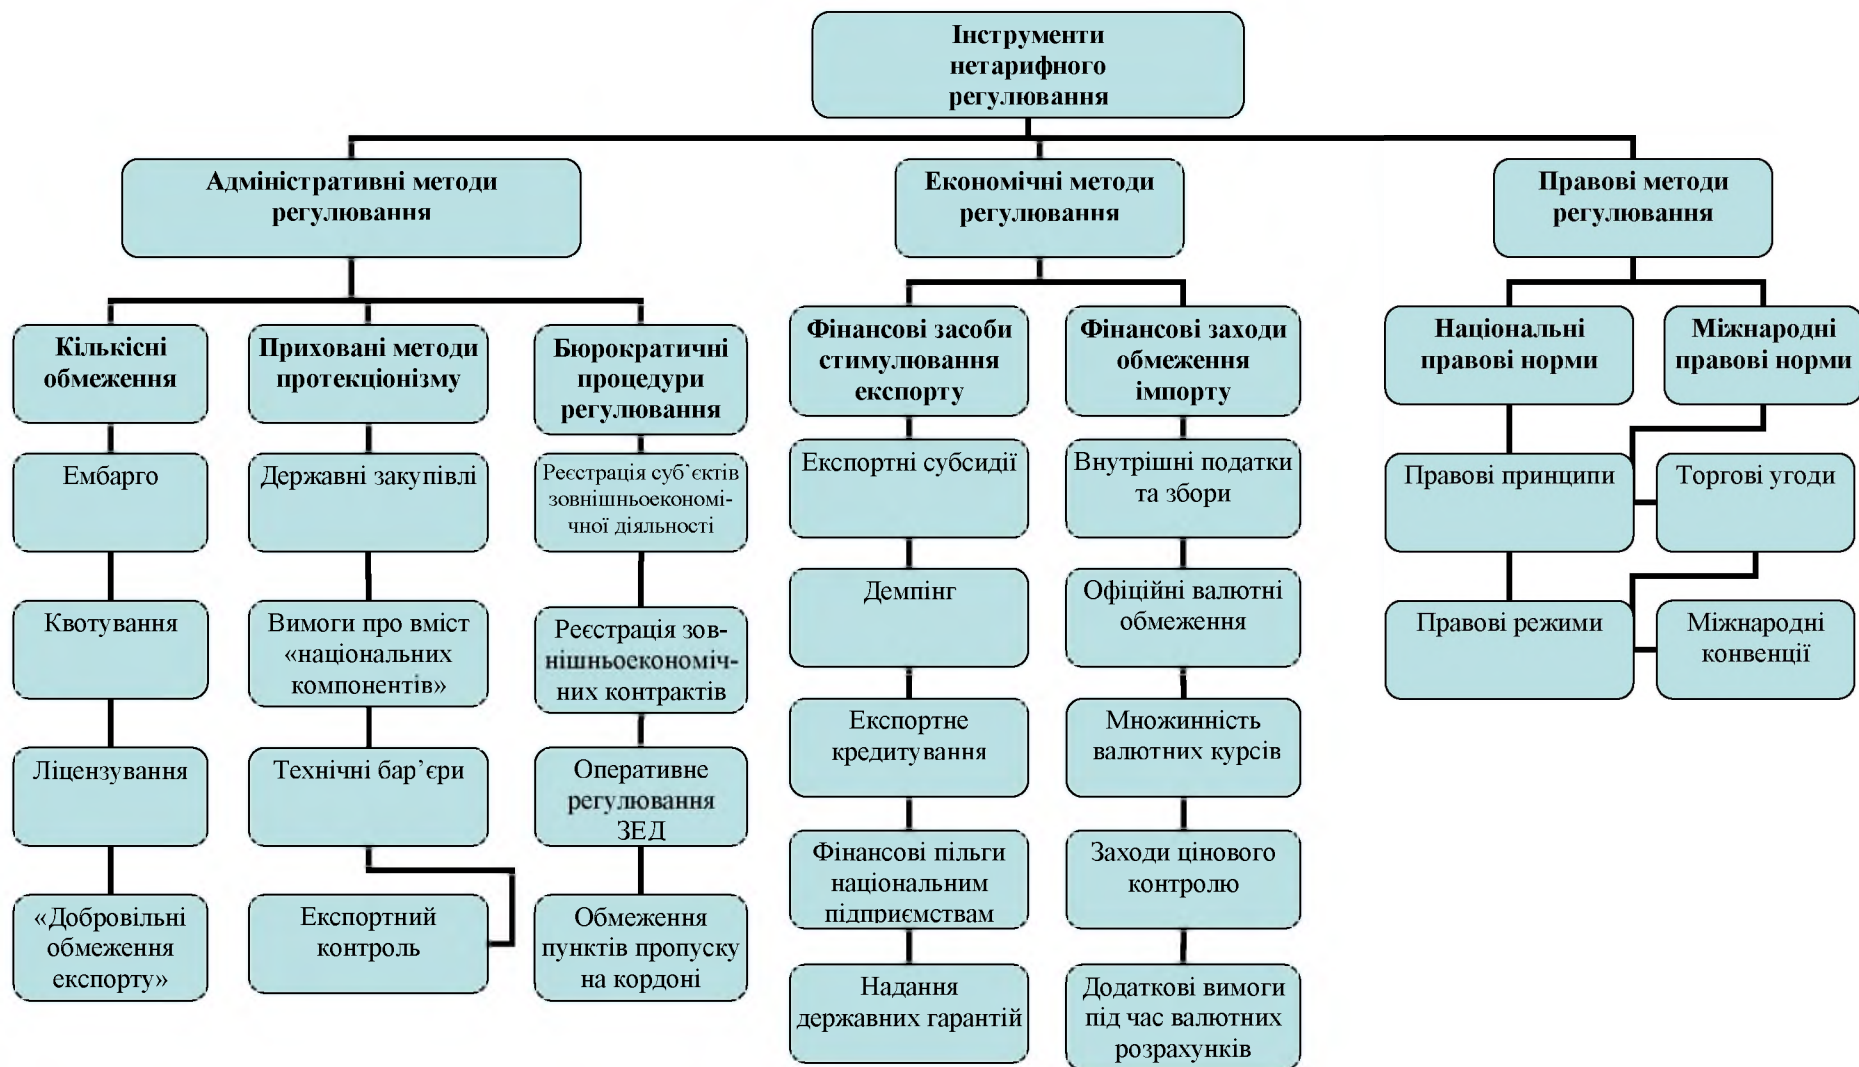 Інструменти
нетарифного
регулювання
Адміністративні методи
регулювання
Економічні методи
регулювання
Правові методи
регулювання
Кількісні
обмеження
Приховані методи
протекціонізму
Бюрократичні
процедури
регулювання
Фінансові засоби
стимулювання
експорту
Фінансові заходи
обмеження
імпорту
Національні
правові норми
Міжнародні
правові норми
Ембарго
Державні закупівлі
Реєстрація суб’єктів
зовнішньоекономі-
чної діяльності
Експортні субсидії
Внутрішні податки
та збори
Правові принципи
Торгові угоди
Квотування
Вимоги про вміст
«національних
компонентів»
Реєстрація зов-
нішньоекономіч-
них контрактів
Демпінг
Офіційні валютні
обмеження
Правові режими
Міжнародні
конвенції
Ліцензування
Технічні бар’єри
Оперативне
регулювання
ЗЕД
Експортне
кредитування
Множинність
валютних курсів
«Добровільні
обмеження
експорту»
Експортний
контроль
Обмеження
пунктів пропуску
на кордоні
Фінансові пільги
національним
підприємствам
Заходи цінового
контролю
Надання
державних гарантій
Додаткові вимоги
під час валютних
розрахунків